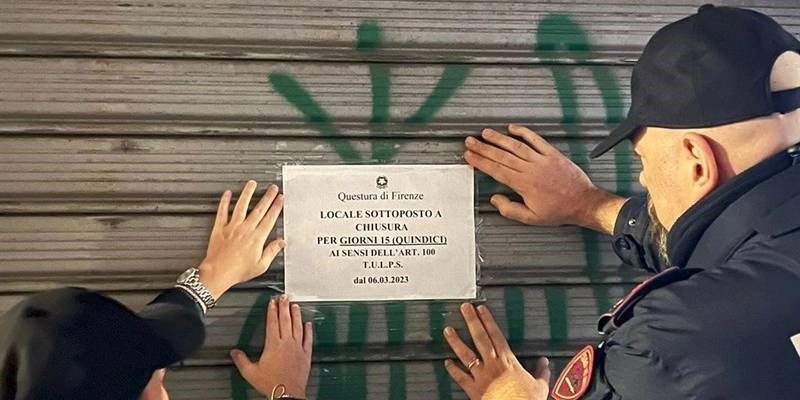 Questura di Firenze
LOCALE SOTTOPOSTO A
CHIUSURA
PER GIORNI 15 (QUINDICI)
AI SENSI DELL'ART. 100
T.U.L.P.S.
dal 06.03.2023